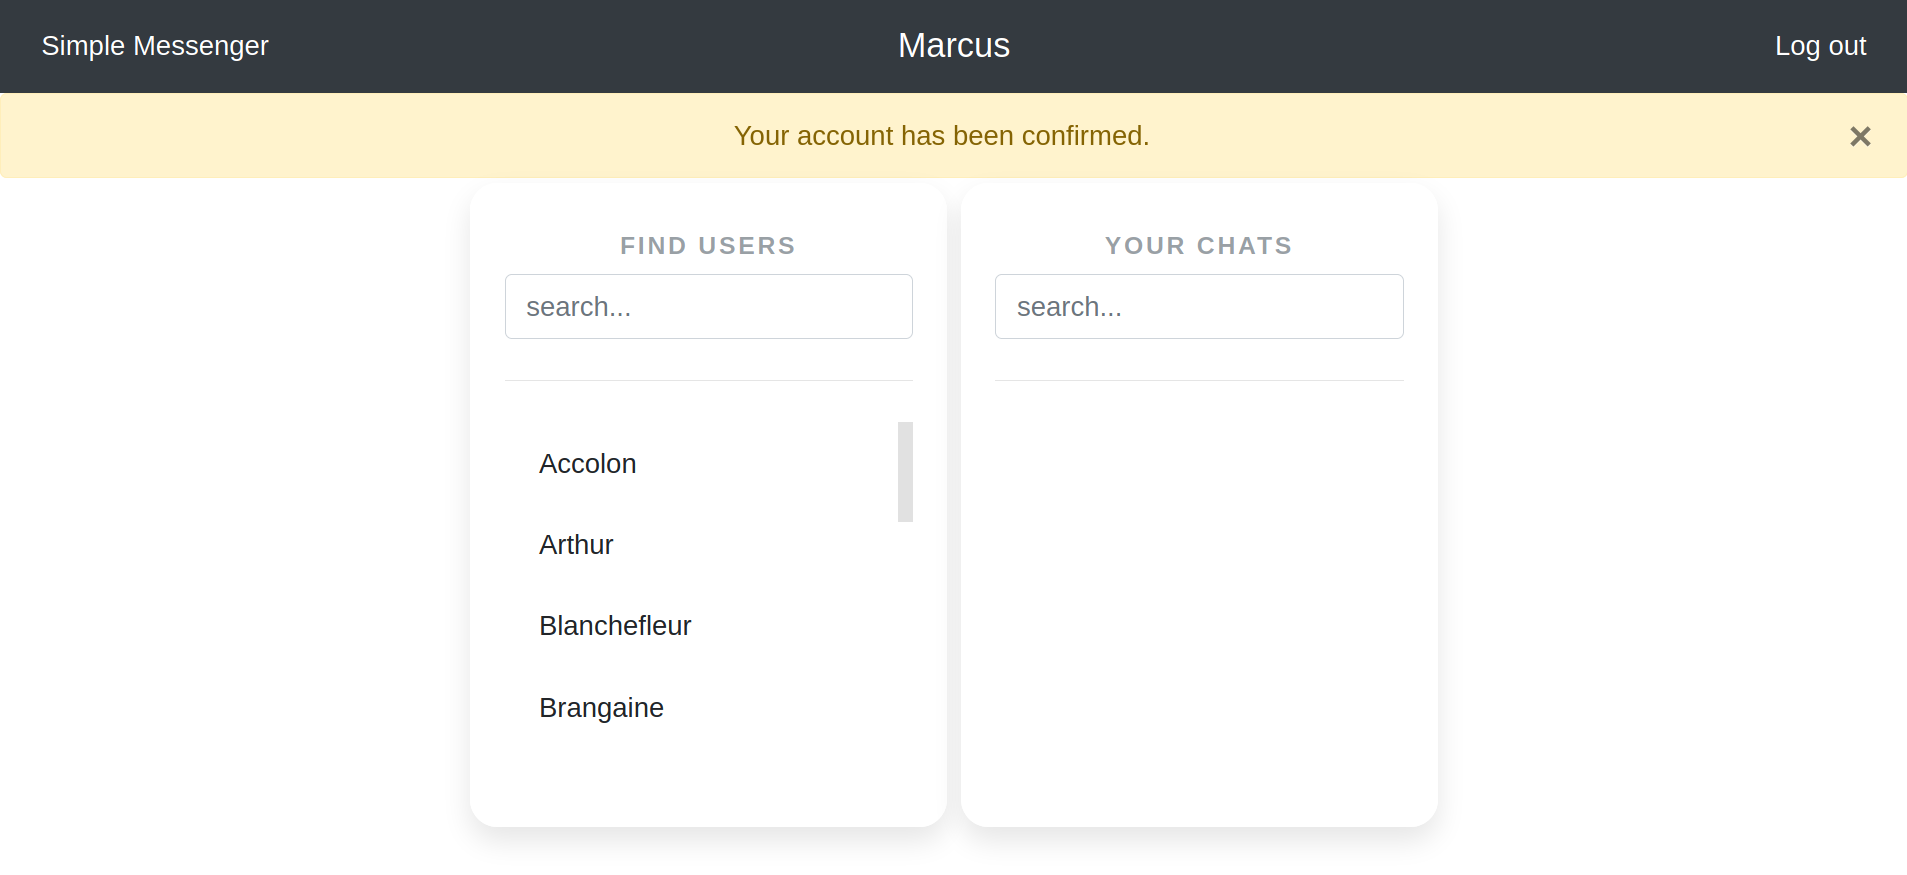 Simple Messenger
Marcus
Log out
Your account has been confirmed.
×
FIND USERS
search...
Accolon
Arthur
Blanchefleur
Brangaine
YOUR CHATS
search...